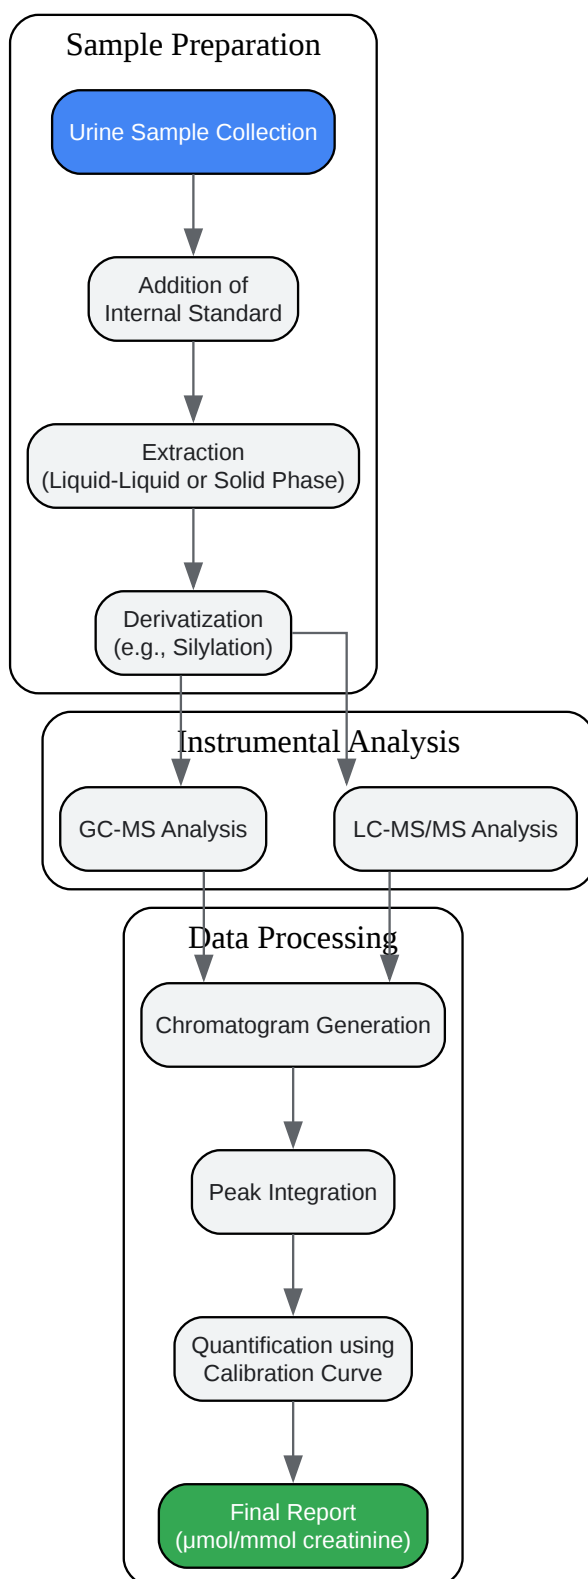 Sample Preparation
Urine Sample Collection
Addition of
Internal Standard
Extraction
(Liquid-Liquid or Solid Phase)
Derivatization
(e.g., Silylation)
Instrumental Analysis
GC-MS Analysis
LC-MS/MS Analysis
Data Processing
Chromatogram Generation
Peak Integration
Quantification using
Calibration Curve
Final Report
(μmol/mmol creatinine)